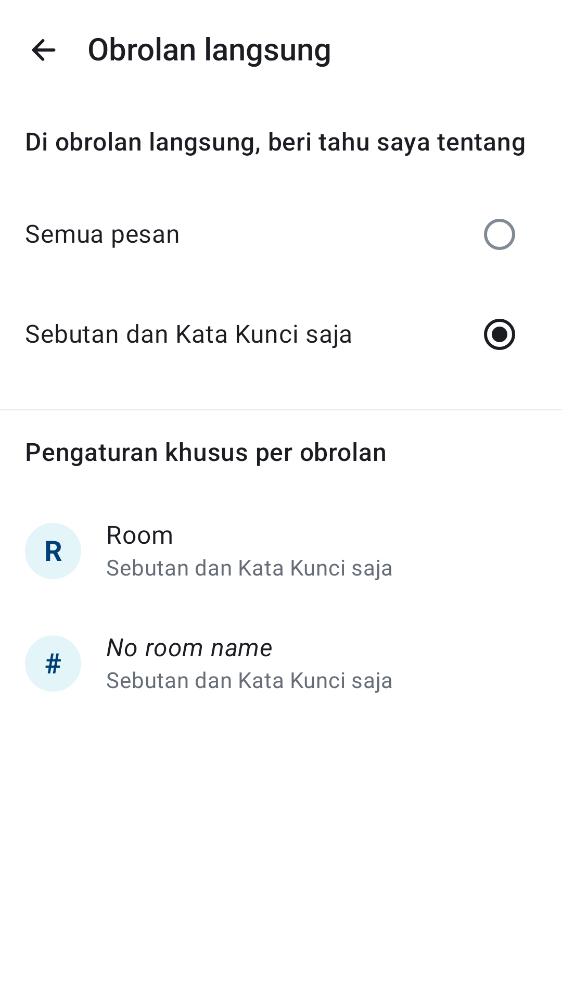 Obrolan langsung
Di obrolan langsung, beri tahu saya tentang
Semua pesan
Sebutan dan Kata Kunci saja
Pengaturan khusus per obrolan
R
Room
Sebutan dan Kata Kunci saja
#
No room name
Sebutan dan Kata Kunci saja